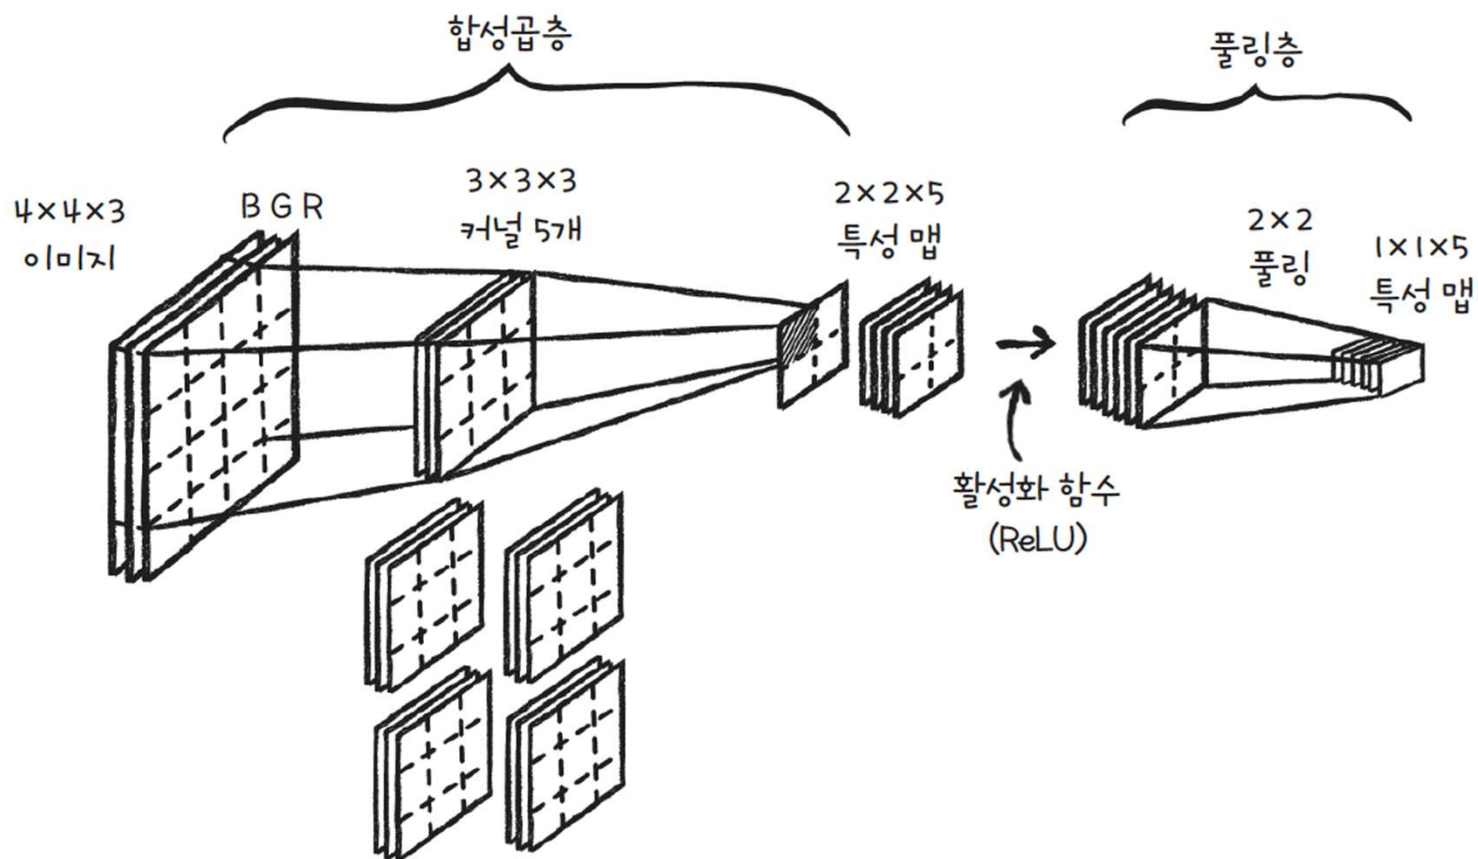 합성곱층
풀링층
4×4×3
이미지
B G R
3×3×3
커널 5개
2×2×5
특성 맵
2×2
풀링
1×1×5
특성 맵
활성화 함수
(ReLU)